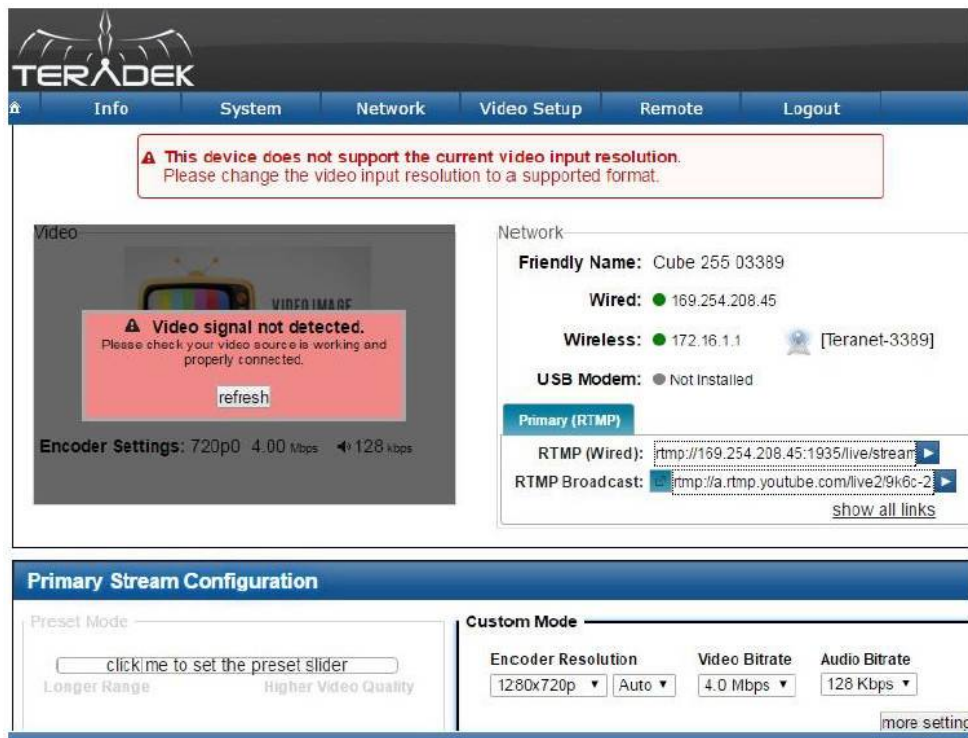 TERADEK
Info System Network Video Setup Remote Logout
This device does not support the current video input resolution.
Please change the video input resolution to a supported format.
Video
VIDEO IMAGE
Video signal not detected.
Please check your video source is working and
properly connected.
refresh
Encoder Settings: 720p0 4.00 Mbps 128 kbps
Network
Friendly Name: Cube 255 03389
Wired: 169.254.208.45
Wireless: 172.16.1.1 [Teranet-3389]
USB Modem: Not Installed
Primary (RTMP)
RTMP (Wired): rtmp://169.254.208.45:1935/live/stream
RTMP Broadcast: rtmp://a.rtmp.youtube.com/live2/9k6c-2
show all links
Primary Stream Configuration
Preset Mode
click me to set the preset slider
Longer Range Higher Video Quality
Custom Mode
Encoder Resolution Video Bitrate Audio Bitrate
1280x720p Auto 4.0 Mbps 128 Kbps
more setting